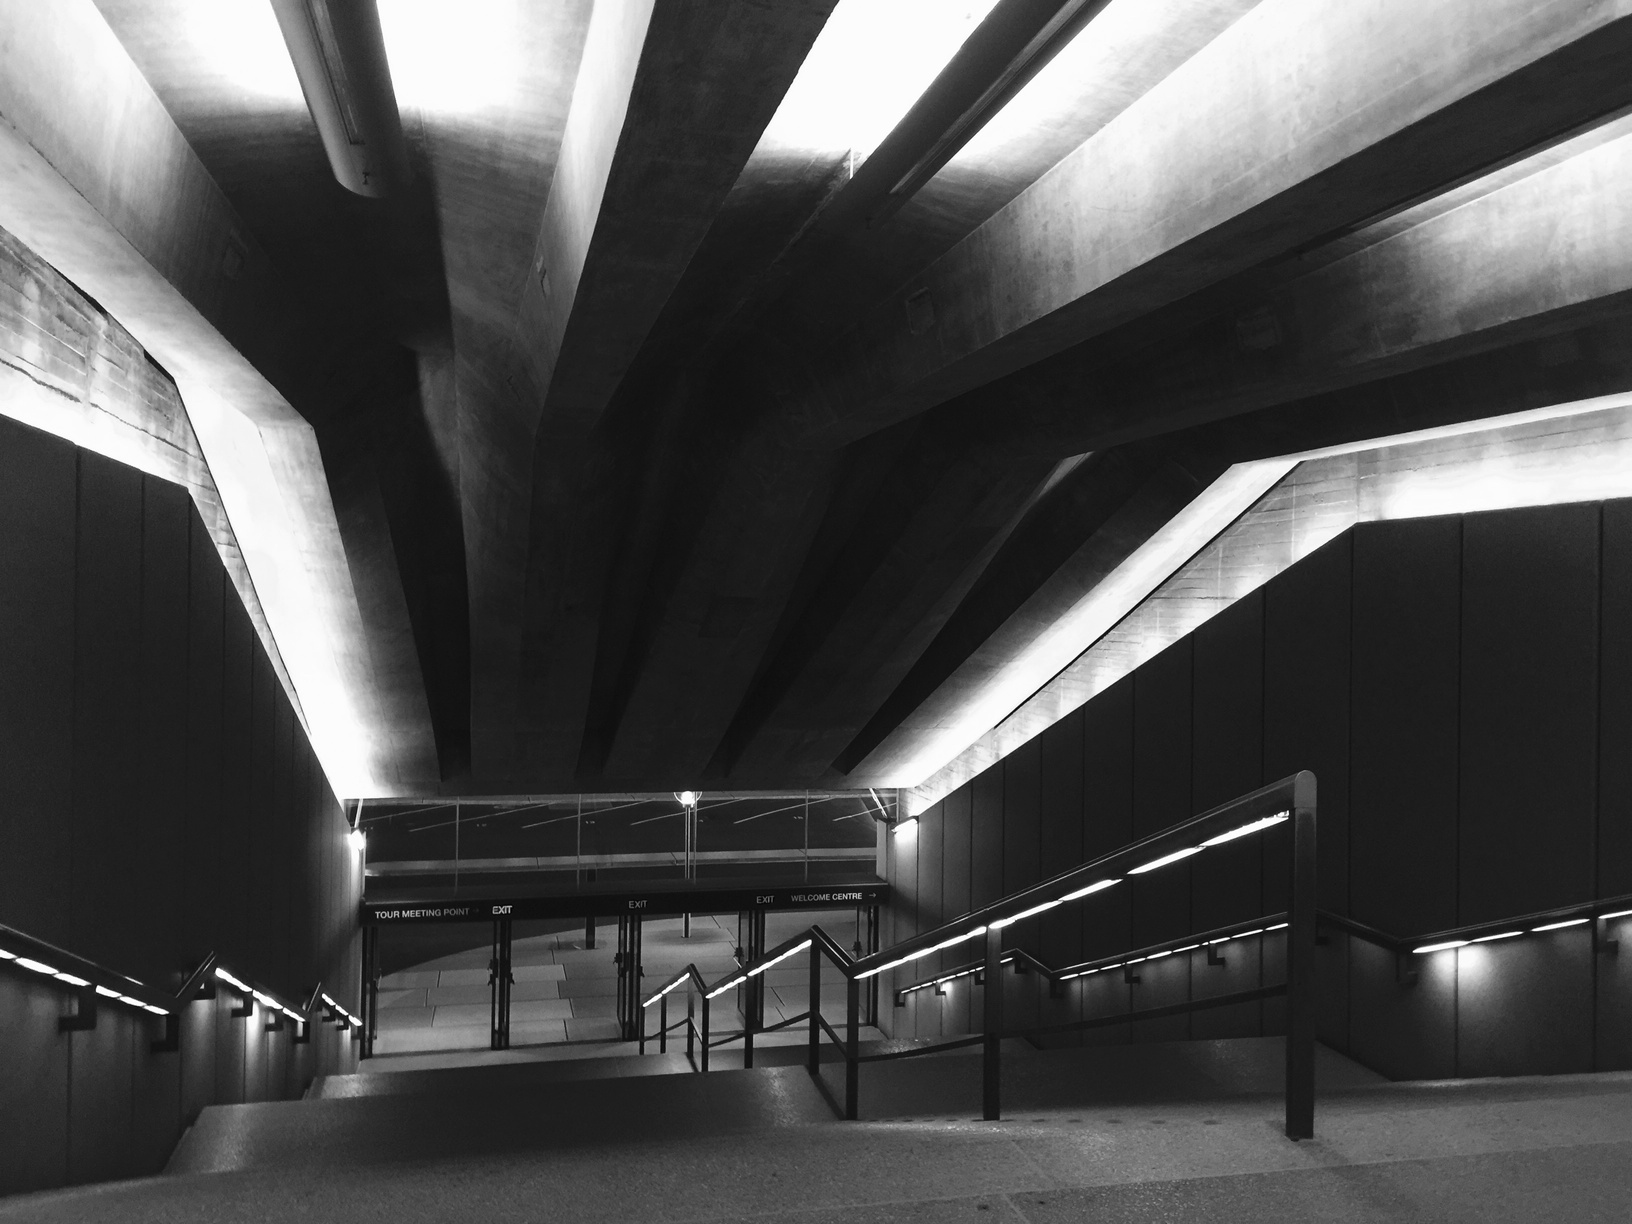 TOUR MEETING POINT → EXIT
EXIT
EXIT WELCOME CENTRE →